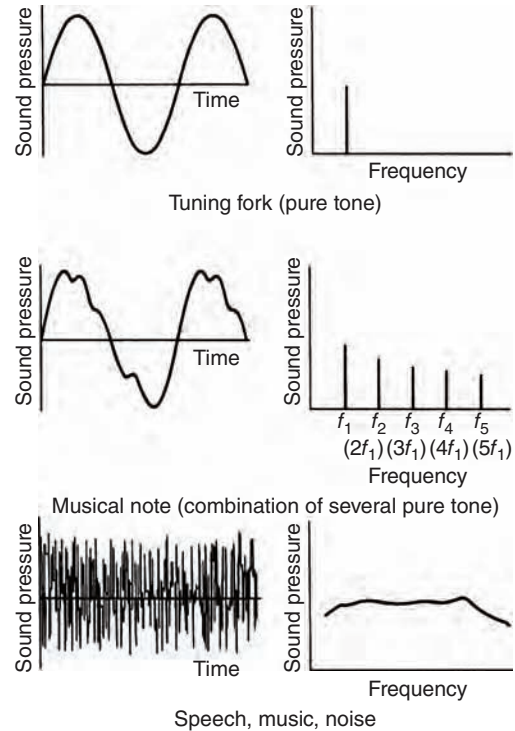 Sound pressure
Time
Sound pressure
Frequency
Tuning fork (pure tone)
Sound pressure
Time
Sound pressure
f₁ f₂ f₃ f₄ f₅
(2f₁) (3f₁) (4f₁) (5f₁)
Frequency
Musical note (combination of several pure tone)
Sound pressure
Time
Sound pressure
Frequency
Speech, music, noise